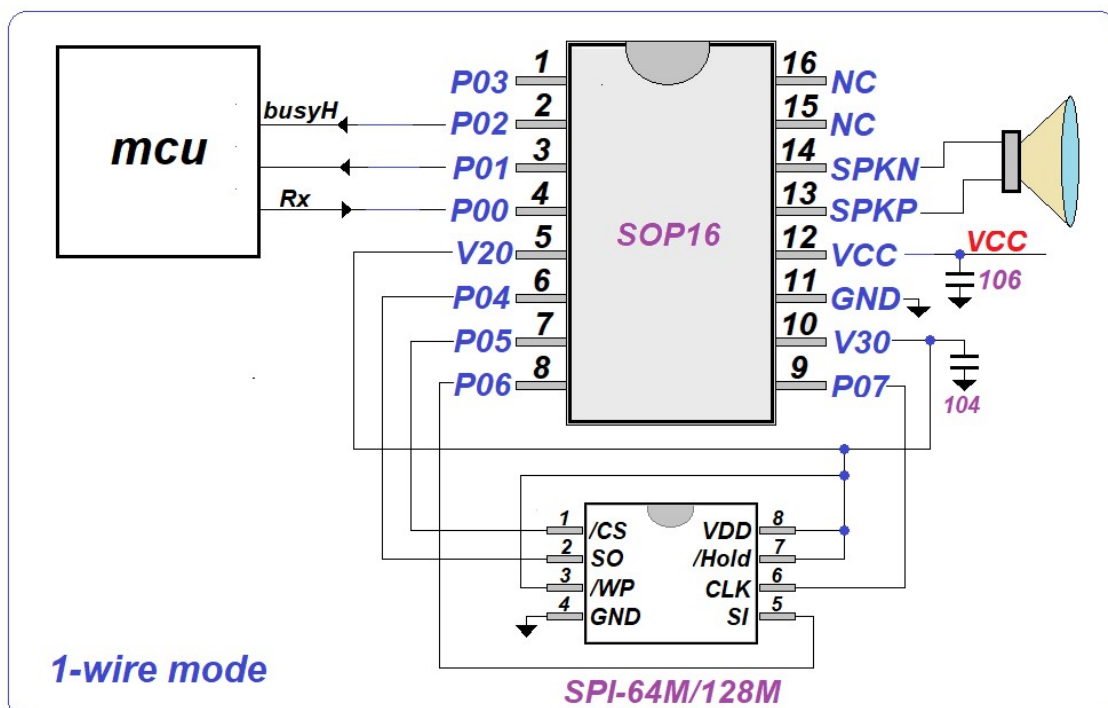 mcu
busyH
Rx
P03
P02
P01
P00
V20
P04
P05
P06
1
2
3
4
5
6
7
8
SOP16
16
15
14
13
12
11
10
9
NC
NC
SPKN
SPKP
VCC
GND
V30
P07
VCC
106
104
1
2
3
4
/CS
SO
/WP
GND
VDD
/Hold
CLK
SI
8
7
6
5
1-wire mode
SPI-64M/128M